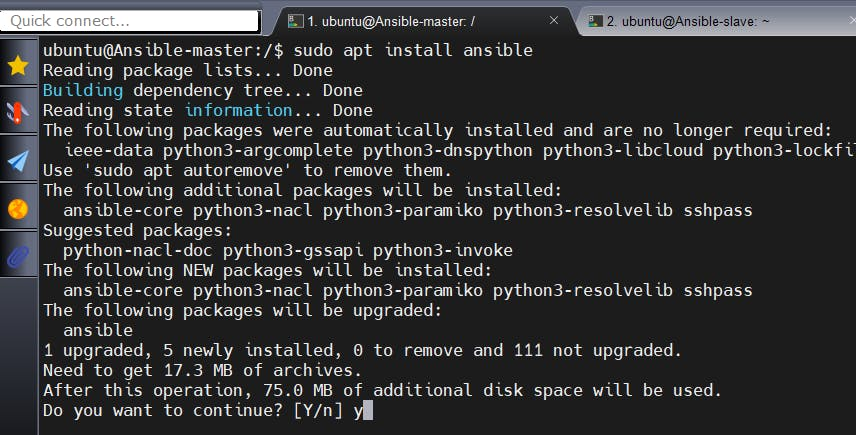 Quick connect...
1. ubuntu@Ansible-master: /
2. ubuntu@Ansible-slave: ~
ubuntu@Ansible-master:/$ sudo apt install ansible
Reading package lists... Done
Building dependency tree... Done
Reading state information... Done
The following packages were automatically installed and are no longer required:
  ieee-data python3-argcomplete python3-dnspython python3-libcloud python3-lockfil
Use 'sudo apt autoremove' to remove them.
The following additional packages will be installed:
  ansible-core python3-nacl python3-paramiko python3-resolvelib sshpass
Suggested packages:
  python-nacl-doc python3-gssapi python3-invoke
The following NEW packages will be installed:
  ansible-core python3-nacl python3-paramiko python3-resolvelib sshpass
The following packages will be upgraded:
  ansible
1 upgraded, 5 newly installed, 0 to remove and 111 not upgraded.
Need to get 17.3 MB of archives.
After this operation, 75.0 MB of additional disk space will be used.
Do you want to continue? [Y/n] y